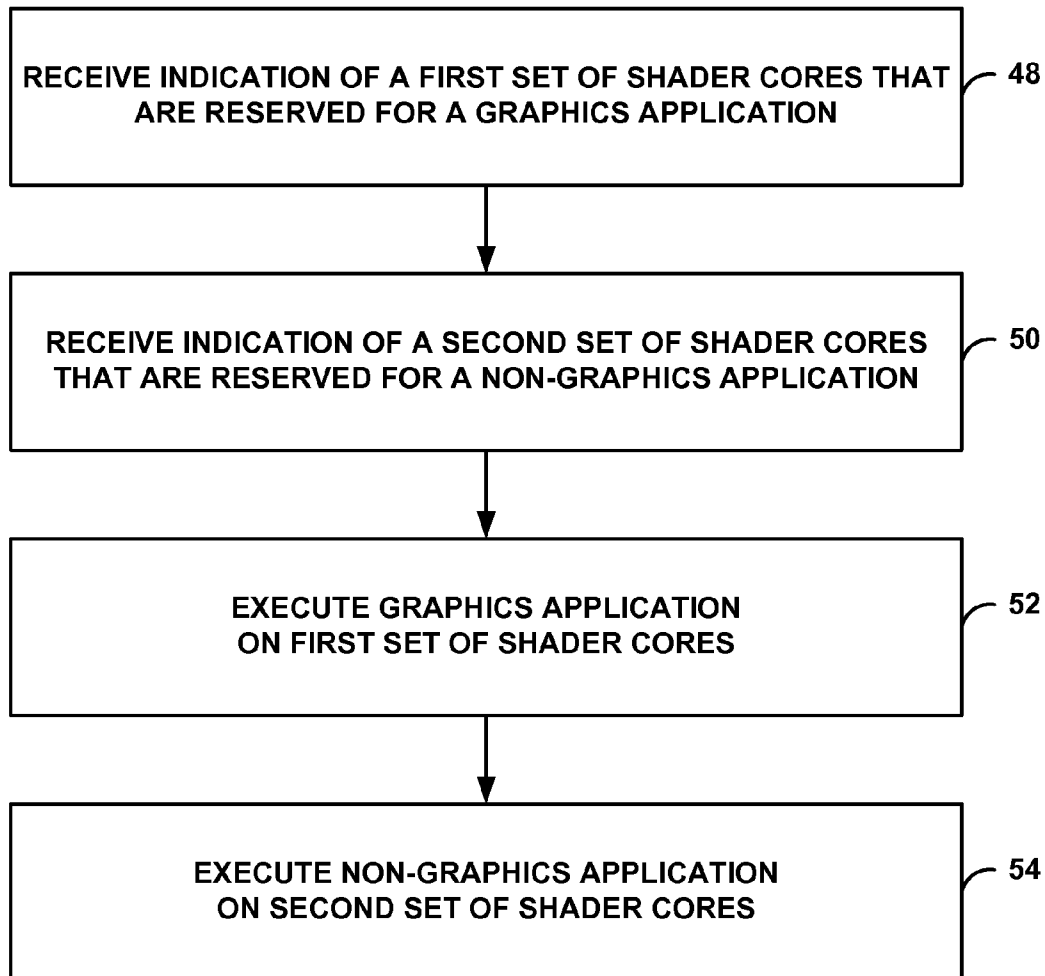 RECEIVE INDICATION OF A FIRST SET OF SHADER CORES THAT
ARE RESERVED FOR A GRAPHICS APPLICATION
48
RECEIVE INDICATION OF A SECOND SET OF SHADER CORES
THAT ARE RESERVED FOR A NON-GRAPHICS APPLICATION
50
EXECUTE GRAPHICS APPLICATION
ON FIRST SET OF SHADER CORES
52
EXECUTE NON-GRAPHICS APPLICATION
ON SECOND SET OF SHADER CORES
54